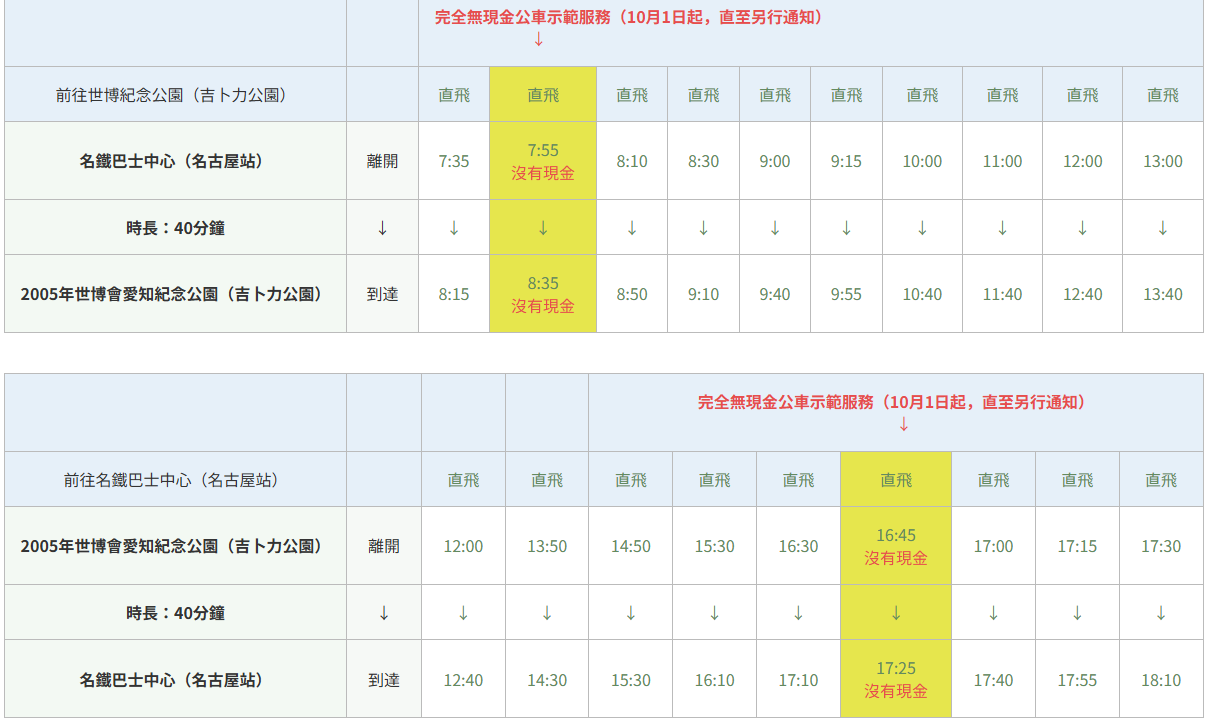 完全無現金公車示範服務（10月1日起，直至另行通知）
↓
前往世博紀念公園（吉卜力公園） 直飛 直飛 直飛 直飛 直飛 直飛 直飛 直飛 直飛 直飛
名鐵巴士中心（名古屋站） 離開 7:35 7:55 沒有現金 8:10 8:30 9:00 9:15 10:00 11:00 12:00 13:00
時長：40分鐘 ↓ ↓ ↓ ↓ ↓ ↓ ↓ ↓ ↓ ↓ ↓
2005年世博會愛知紀念公園（吉卜力公園） 到達 8:15 8:35 沒有現金 8:50 9:10 9:40 9:55 10:40 11:40 12:40 13:40
完全無現金公車示範服務（10月1日起，直至另行通知）
↓
前往名鐵巴士中心（名古屋站） 直飛 直飛 直飛 直飛 直飛 直飛 直飛 直飛 直飛
2005年世博會愛知紀念公園（吉卜力公園） 離開 12:00 13:50 14:50 15:30 16:30 16:45 沒有現金 17:00 17:15 17:30
時長：40分鐘 ↓ ↓ ↓ ↓ ↓ ↓ ↓ ↓ ↓ ↓
名鐵巴士中心（名古屋站） 到達 12:40 14:30 15:30 16:10 17:10 17:25 沒有現金 17:40 17:55 18:10